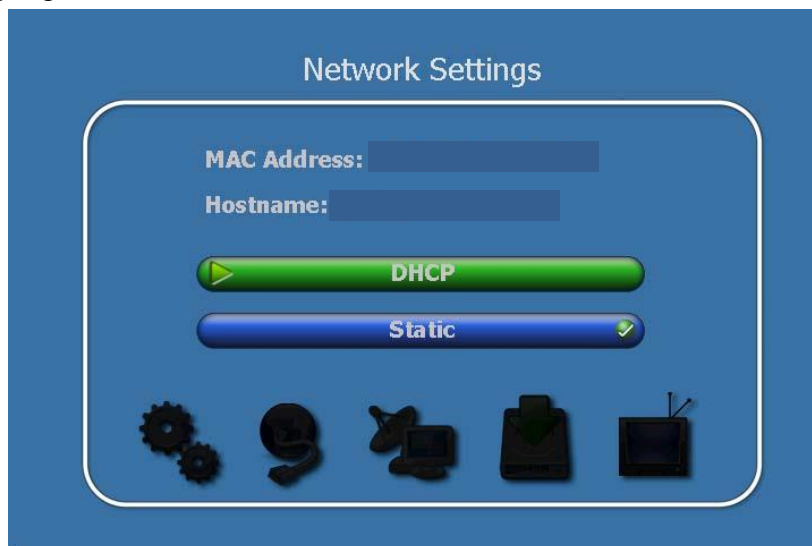 Network Settings
MAC Address:
Hostname:
DHCP
Static